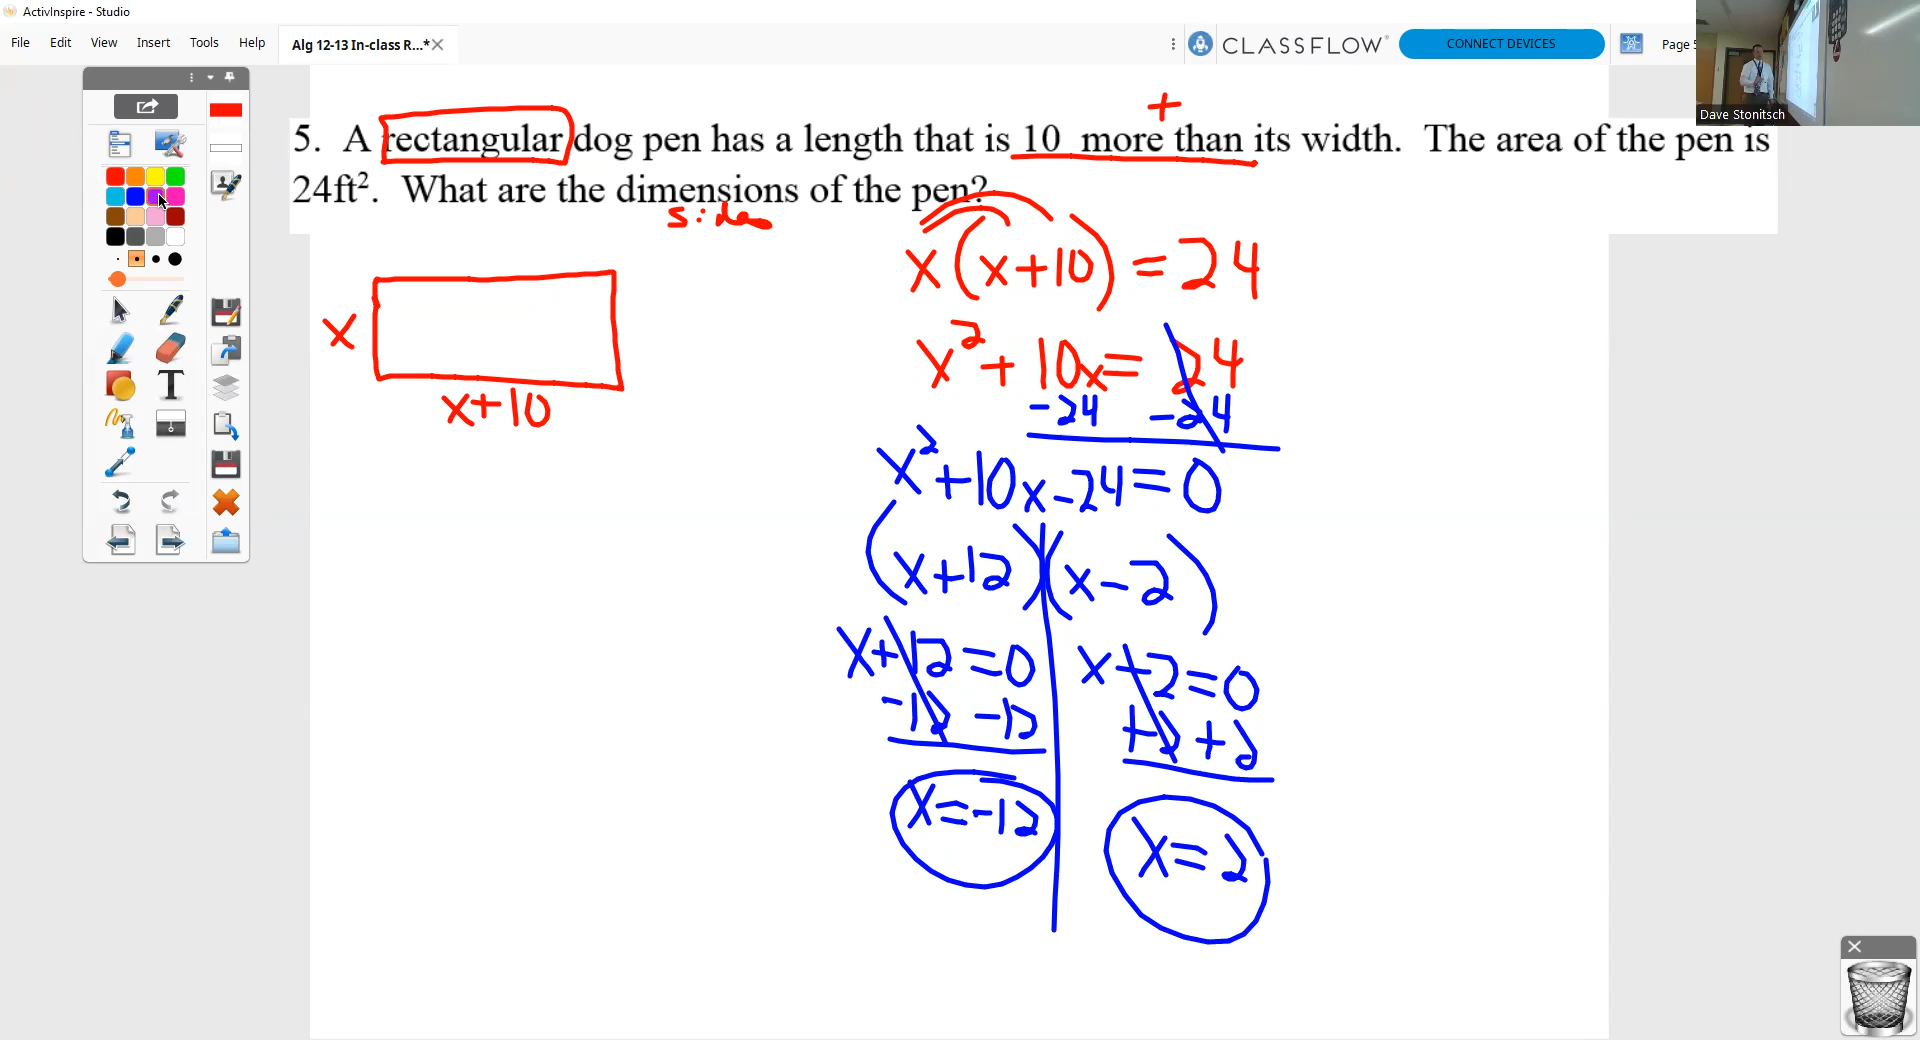 ActivInspire - Studio
File Edit View Insert Tools Help Alg 12-13 In-class R...* CLASSFLOW® CONNECT DEVICES Page 5
Dave Stonitsch
+
5. A rectangular dog pen has a length that is 10 more than its width. The area of the pen is
24ft². What are the dimensions of the pen?
sides
x(x+10)=24
x
x+10
x²+10x=24
-24 -24
x²+10x-24=0
(x+12)(x-2)
x+12=0 x-2=0
-12 -12 +2 +2
x=-12 x=2